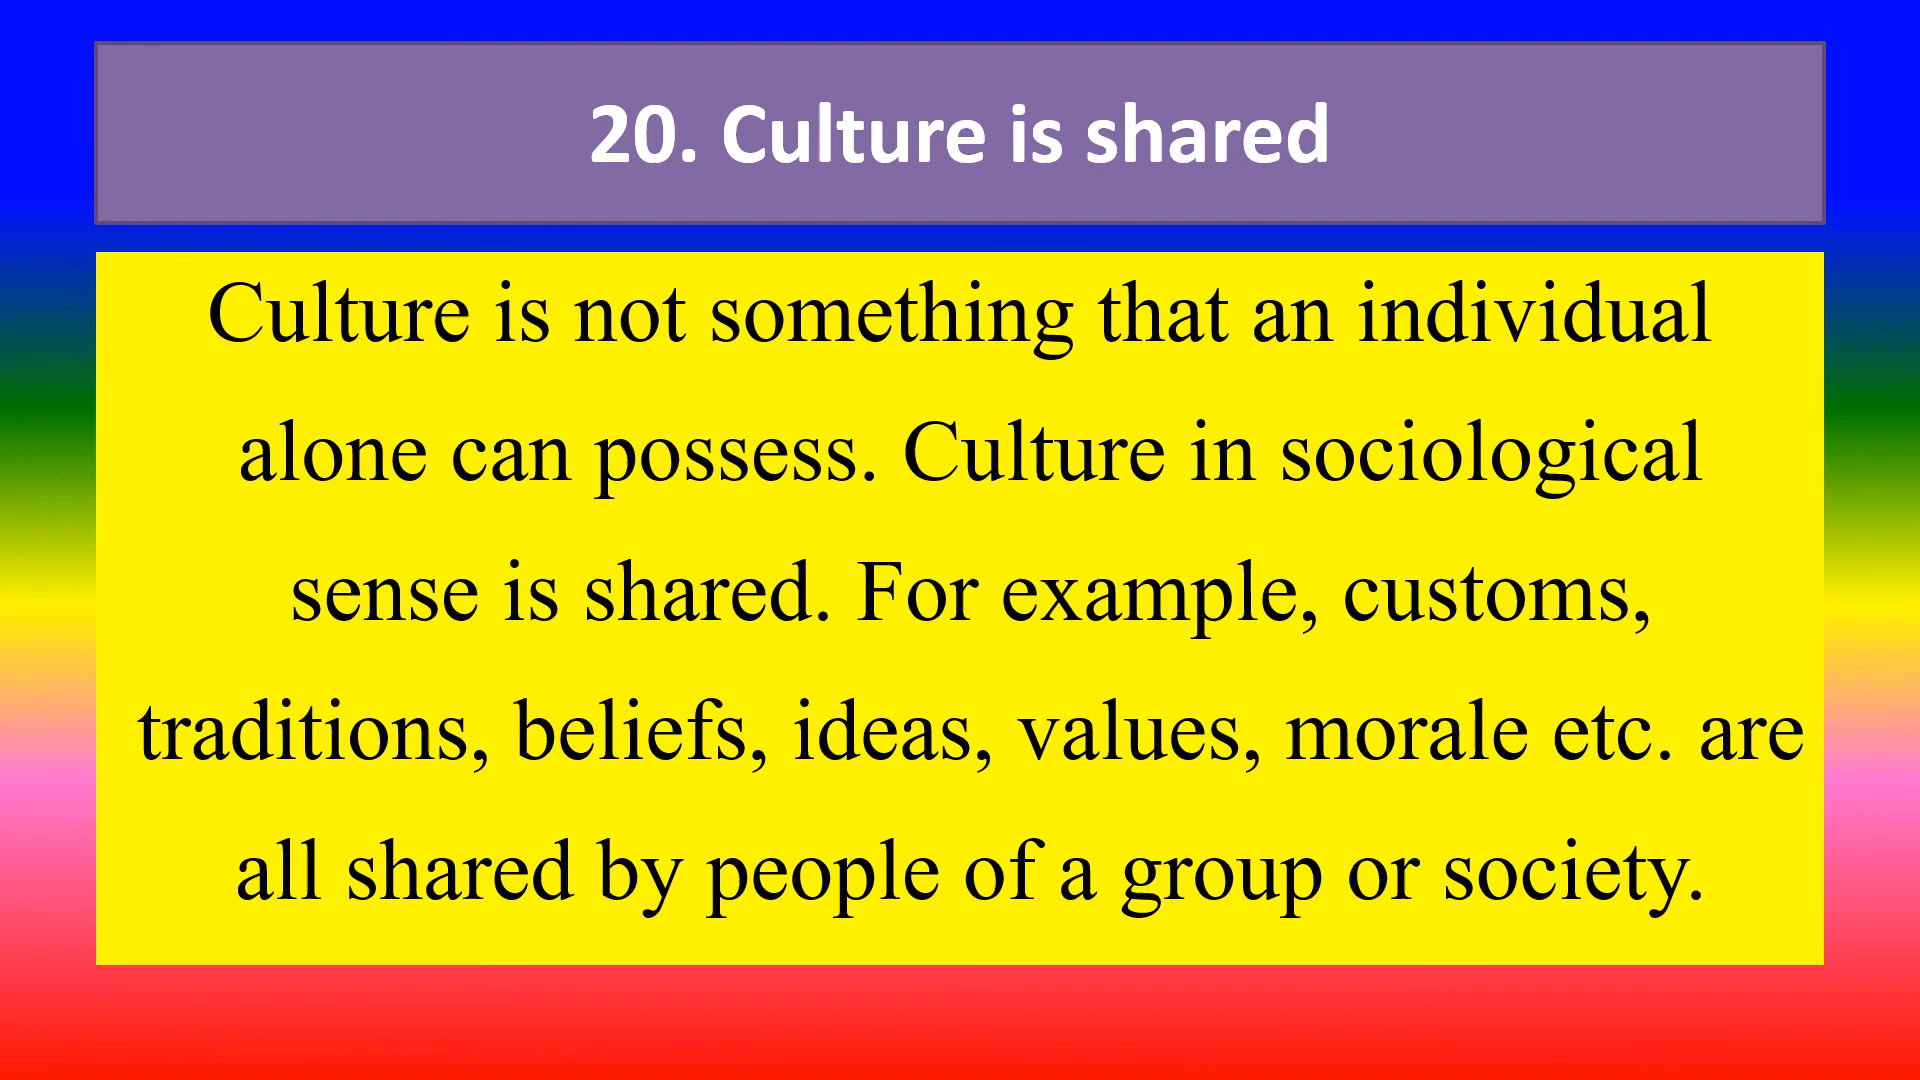 20. Culture is shared
Culture is not something that an individual
alone can possess. Culture in sociological
sense is shared. For example, customs,
traditions, beliefs, ideas, values, morale etc. are
all shared by people of a group or society.